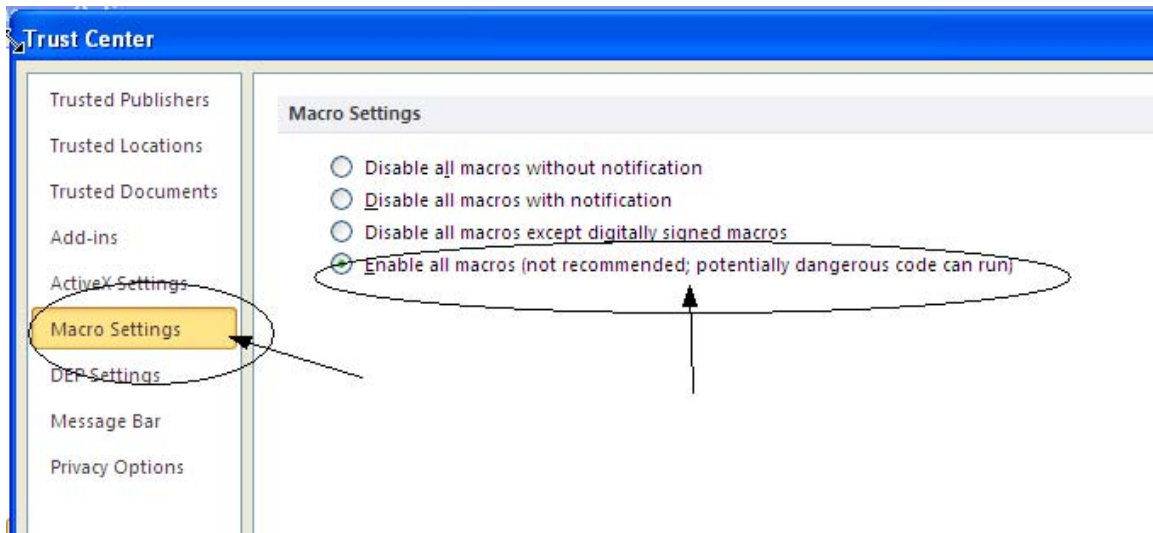 Trust Center
Trusted Publishers
Trusted Locations
Trusted Documents
Add-ins
ActiveX Settings
Macro Settings
DEP Settings
Message Bar
Privacy Options
Macro Settings
Disable all macros without notification
Disable all macros with notification
Disable all macros except digitally signed macros
Enable all macros (not recommended; potentially dangerous code can run)